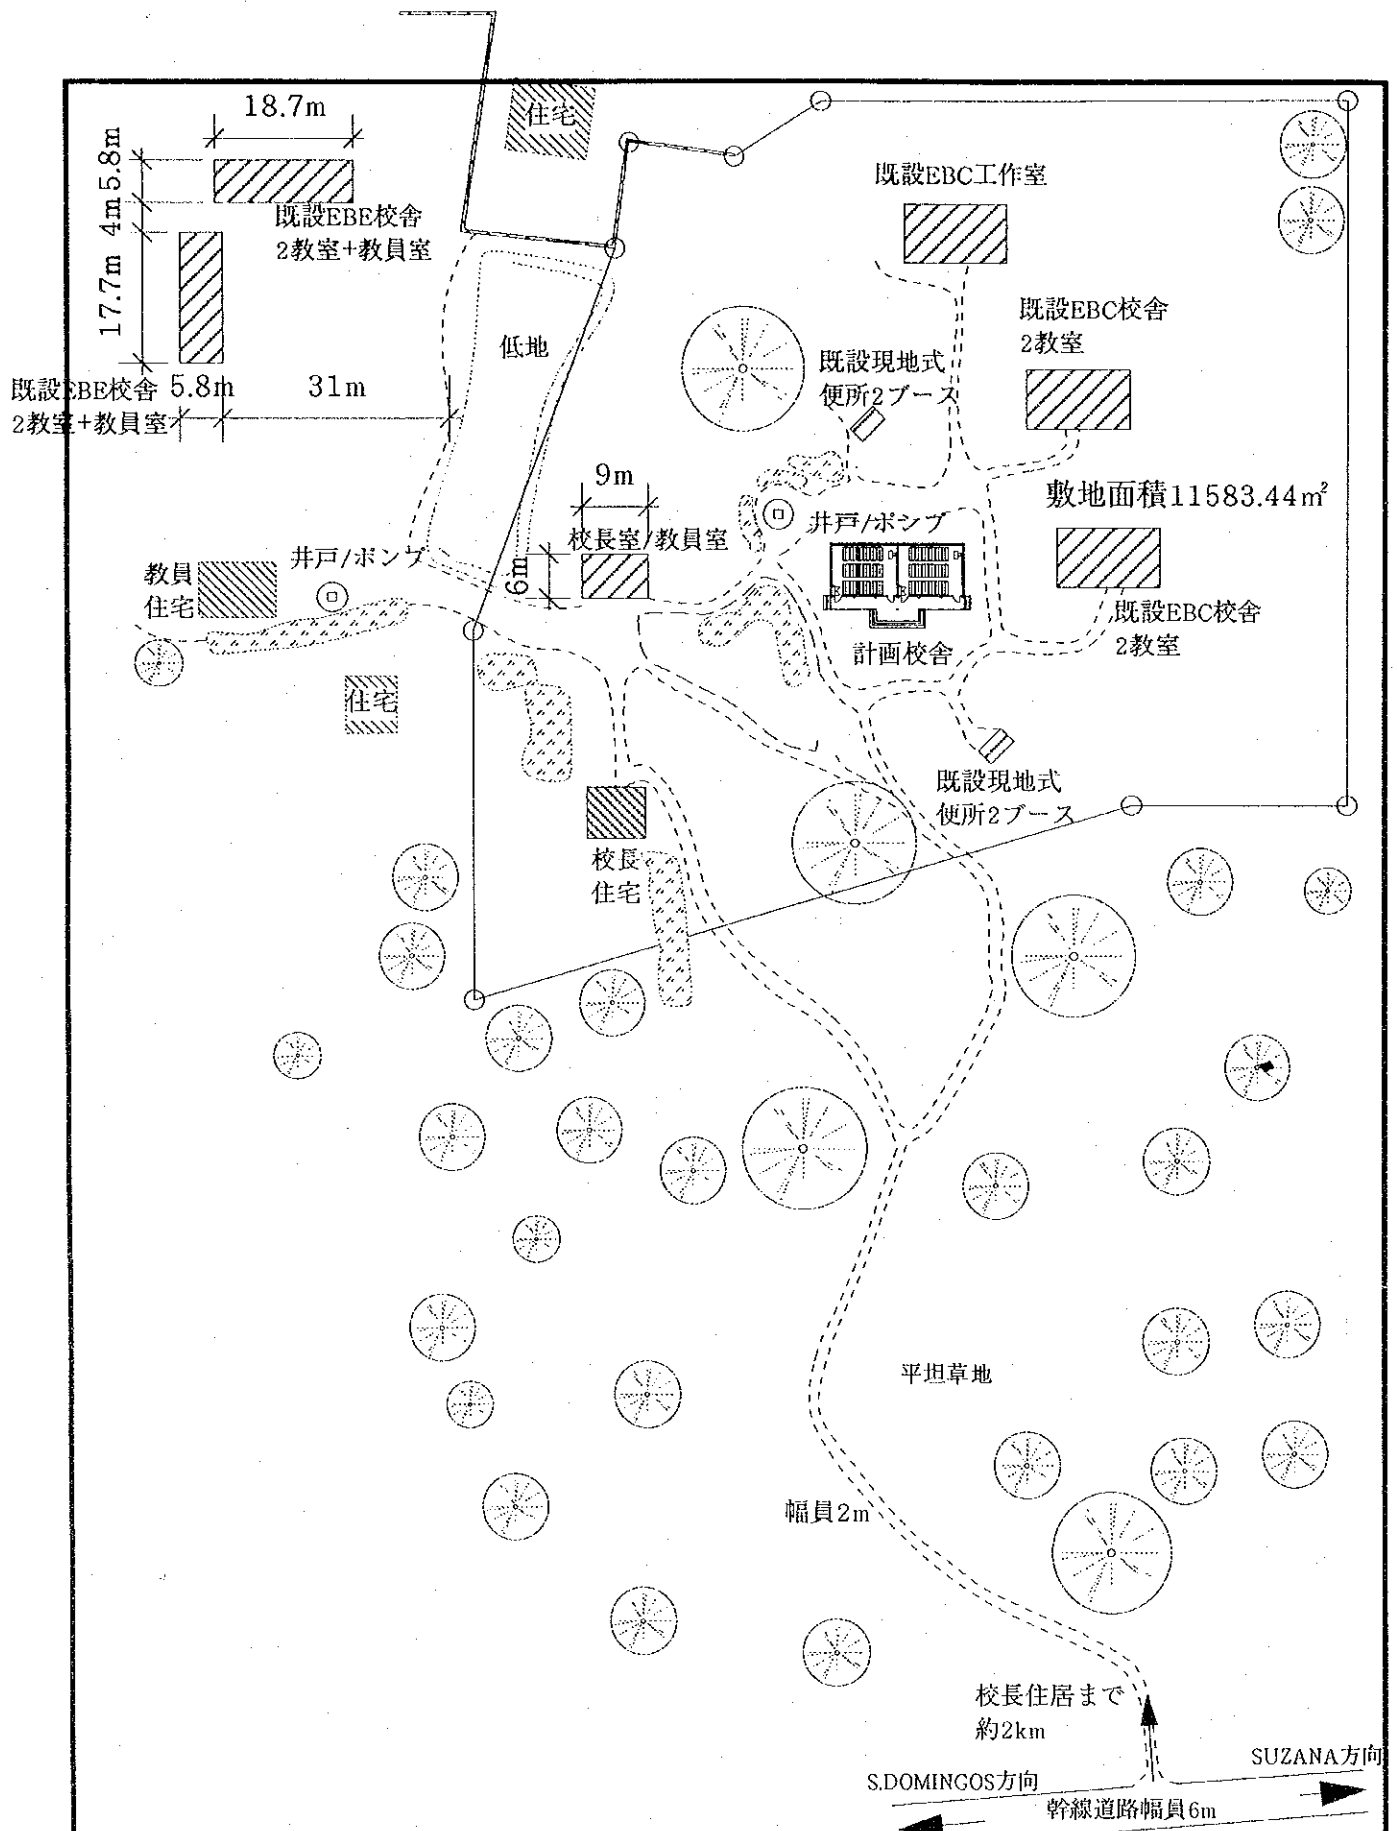 住宅
18.7m
5.8m
4m
17.7m
既設EBE校舎
2教室+教員室
既設EBC工作室
既設EBC校舎
2教室
低地
既設現地式
便所2ブース
既設EBE校舎
2教室+教員室
5.8m
31m
9m
敷地面積11583.44m²
井戸/ポンプ
校長室/教員室
6m
井戸/ポンプ
教員
住宅
既設EBC校舎
2教室
計画校舎
住宅
既設現地式
便所2ブース
校長
住宅
平坦草地
幅員2m
校長住居まで
約2km
SUZANA方向
S.DOMINGOS方向
幹線道路幅員6m